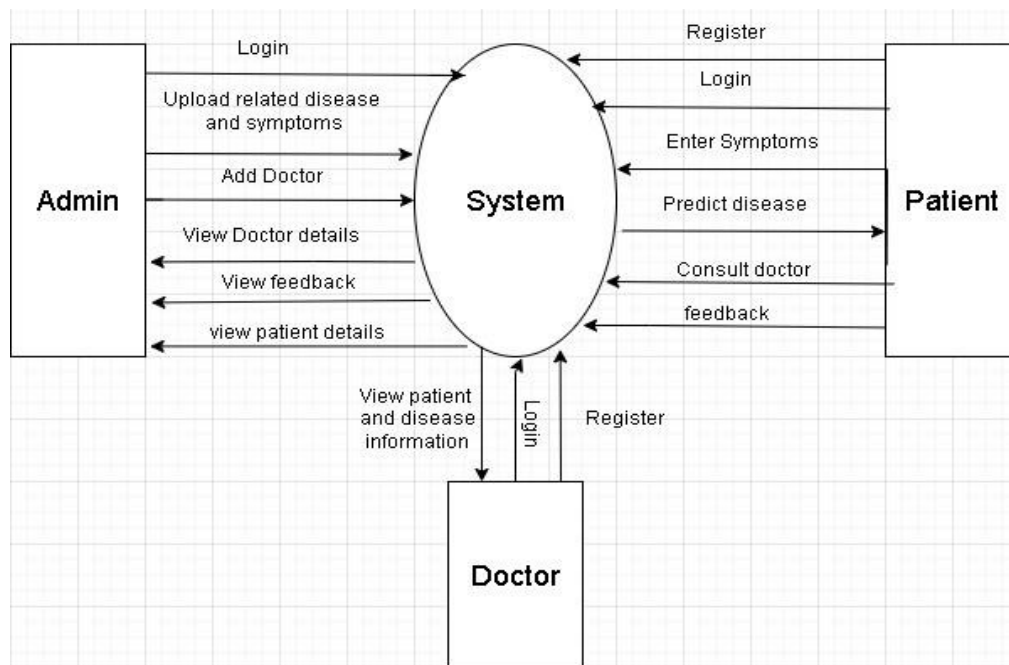 Login
Upload related disease
and symptoms
Add Doctor
Admin
View Doctor details
View feedback
view patient details
System
Register
Login
Enter Symptoms
Predict disease
Patient
Consult doctor
feedback
View patient
and disease
information
Login
Register
Doctor